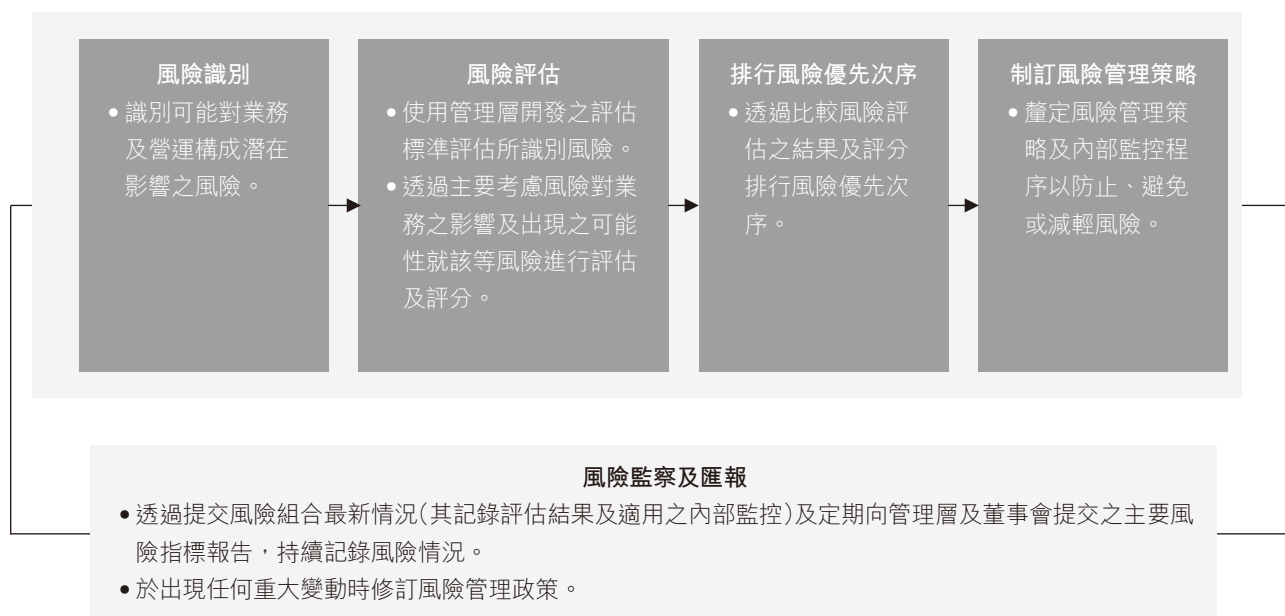 風險識別
• 識別可能對業務
及營運構成潛在
影響之風險。
風險評估
• 使用管理層開發之評估
標準評估所識別風險。
• 透過主要考慮風險對業
務之影響及出現之可能
性就該等風險進行評估
及評分。
排行風險優先次序
• 透過比較風險評
估之結果及評分
排行風險優先次
序。
制訂風險管理策略
• 釐定風險管理策
略及內部監控程
序以防止、避免
或減輕風險。
風險監察及匯報
• 透過提交風險組合最新情況(其記錄評估結果及適用之內部監控)及定期向管理層及董事會提交之主要風
險指標報告，持續記錄風險情況。
• 於出現任何重大變動時修訂風險管理政策。